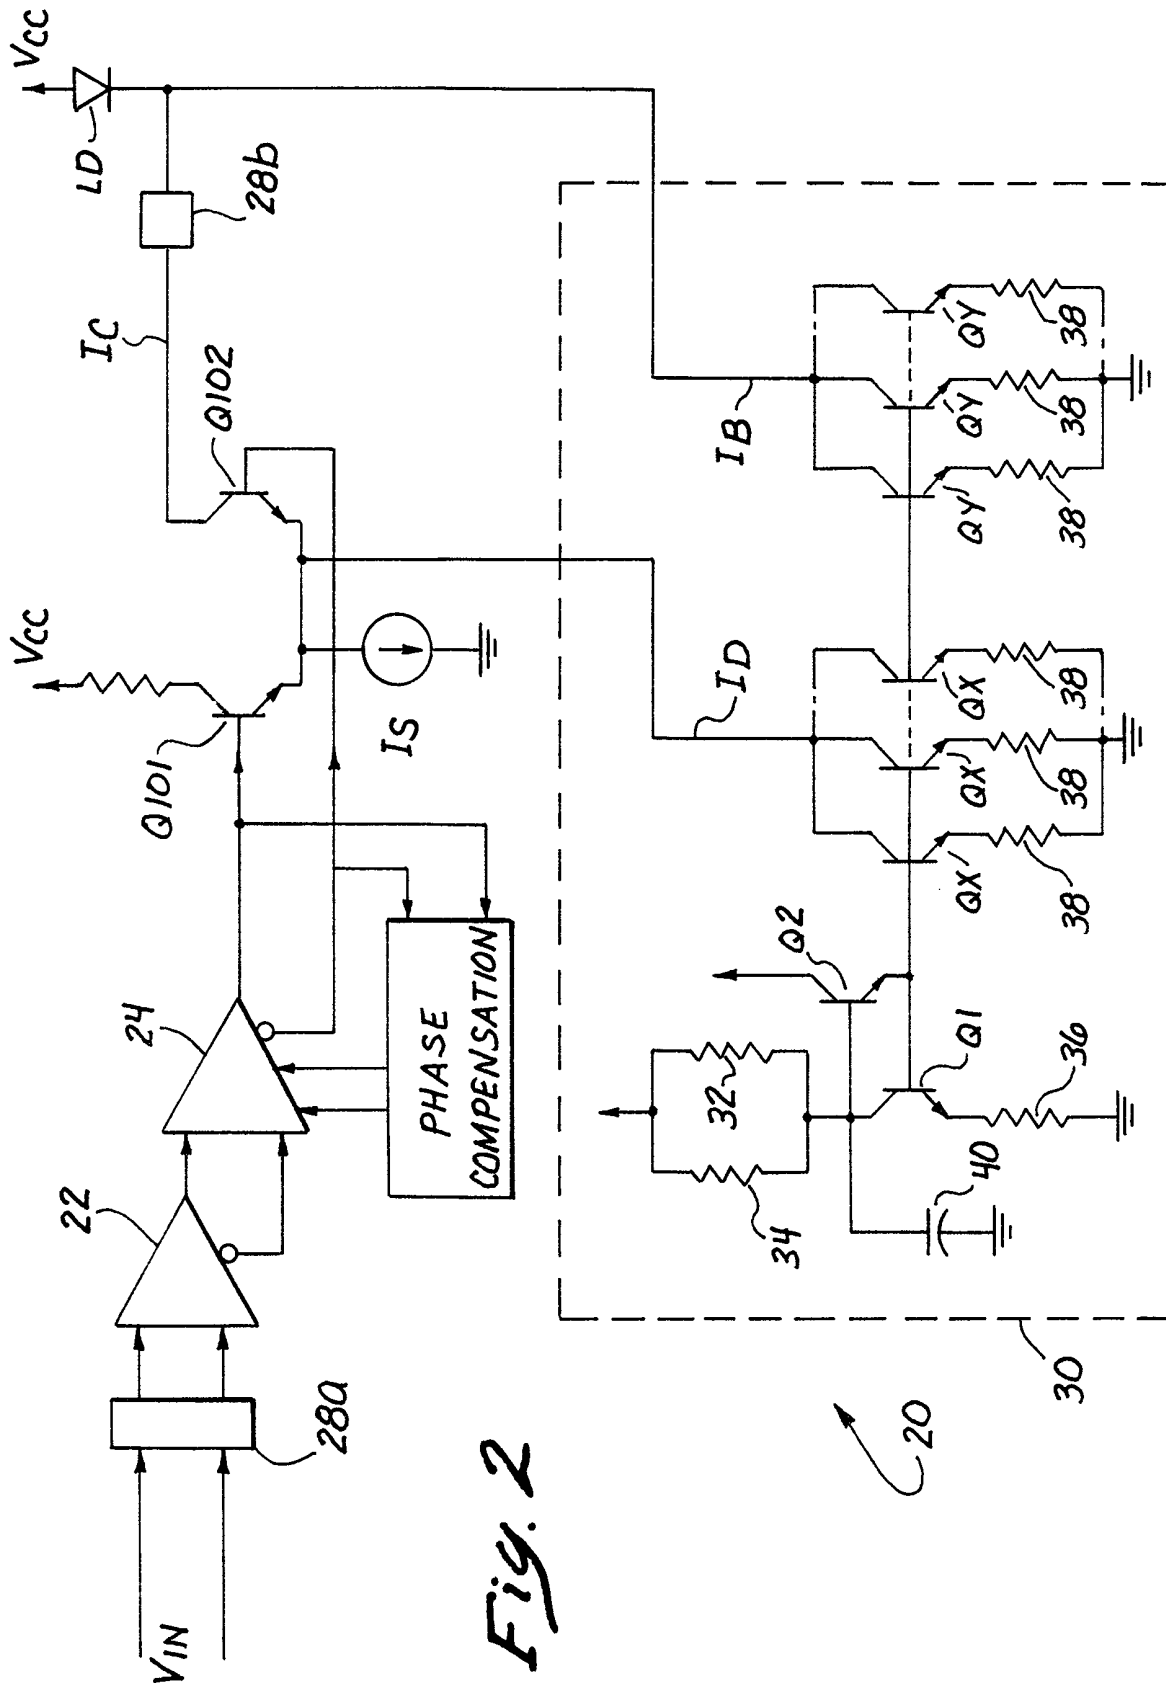 VIN
28a
22
24
PHASE
COMPENSATION
Q101
VCC
IS
Q102
IC
28b
LD
VCC
ID
IB
34
32
40
36
Q1
Q2
QX
QX
QX
38
38
38
QY
QY
QY
38
38
38
30
20
Fig. 2